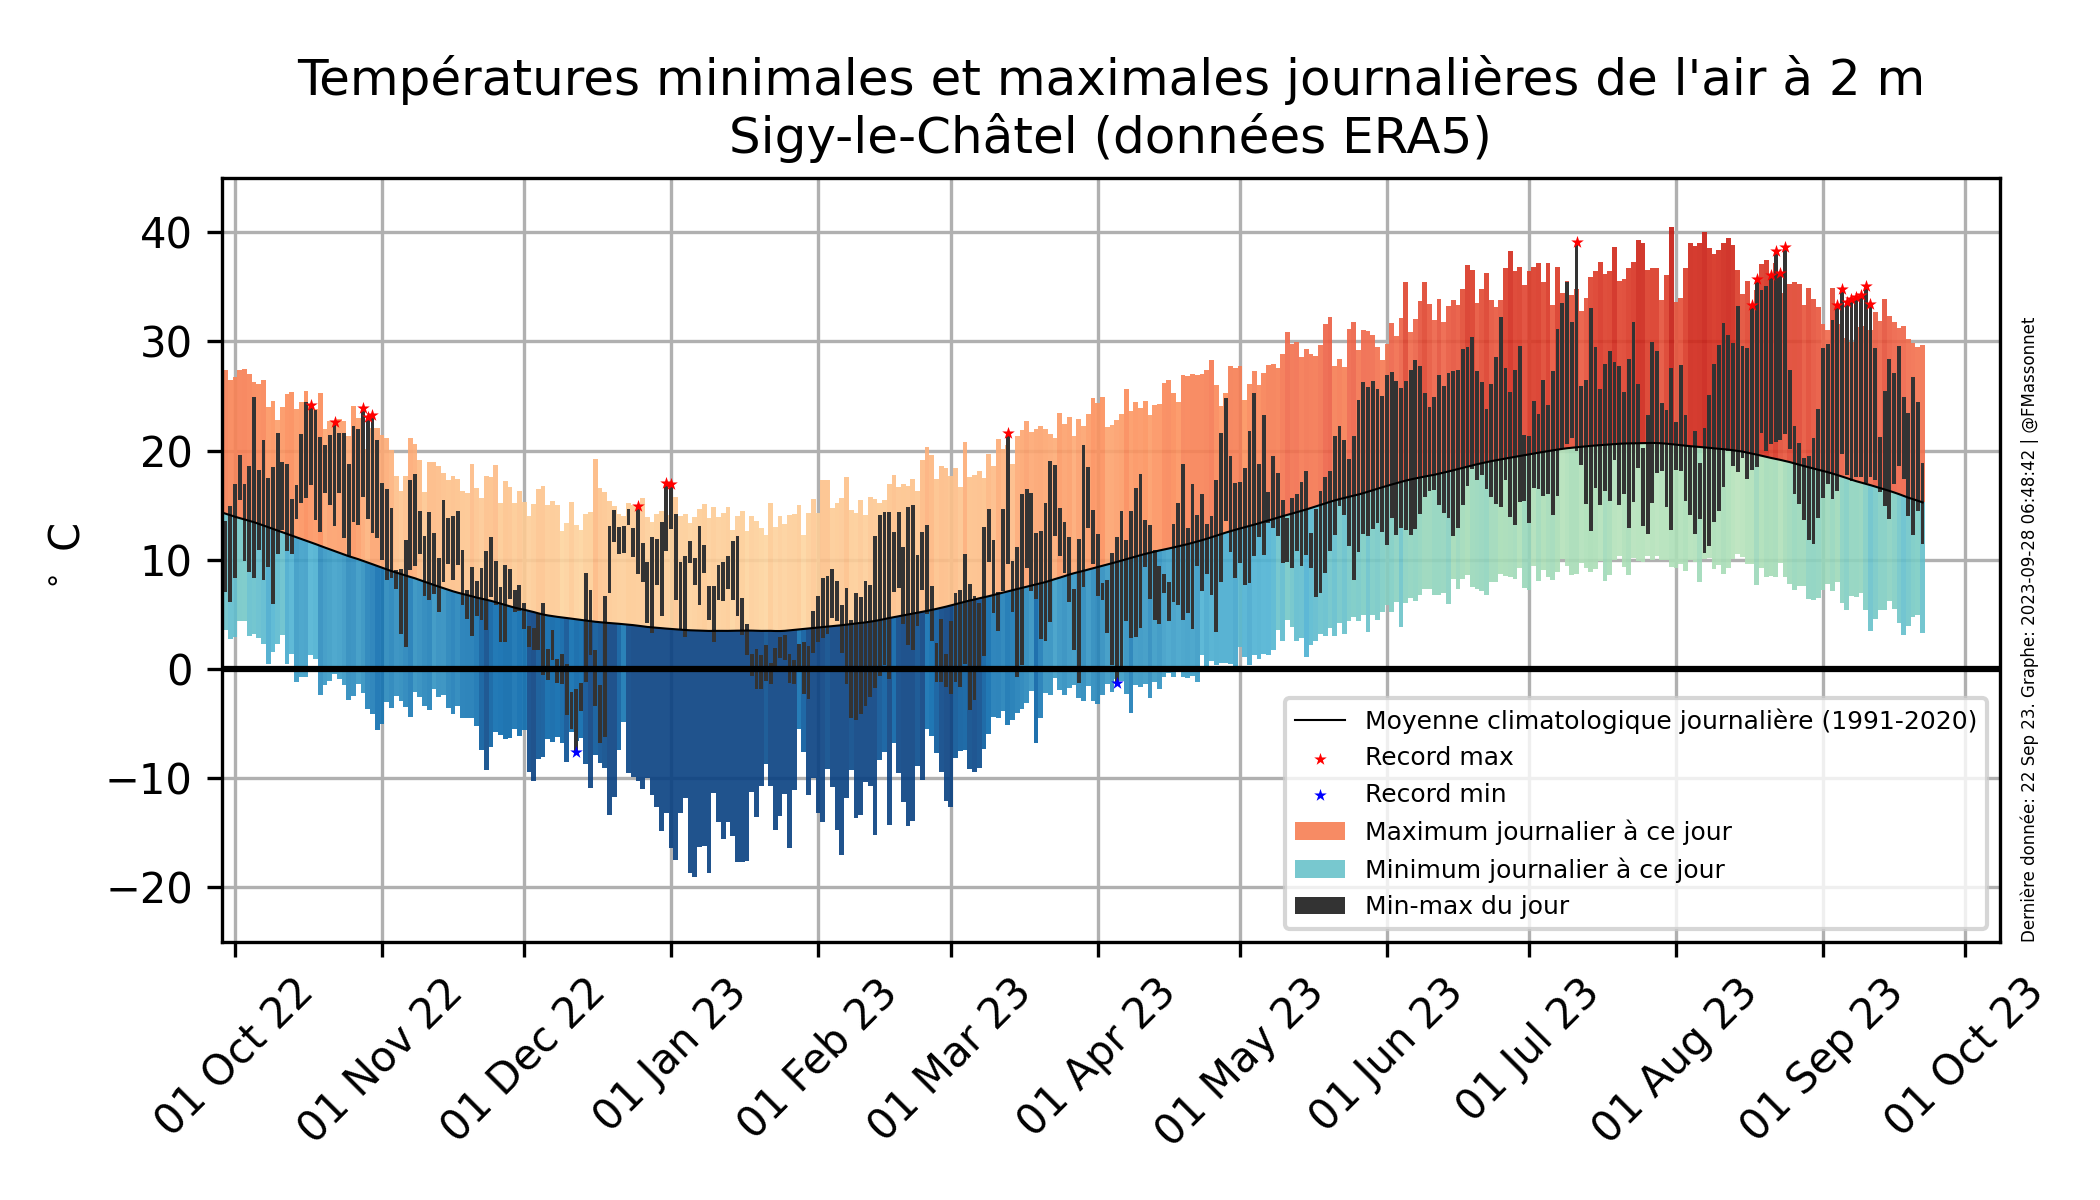 Températures minimales et maximales journalières de l'air à 2 m
Sigy-le-Châtel (données ERA5)
° C
40
30
20
10
0
−10
−20
01 Oct 22
01 Nov 22
01 Dec 22
01 Jan 23
01 Feb 23
01 Mar 23
01 Apr 23
01 May 23
01 Jun 23
01 Jul 23
01 Aug 23
01 Sep 23
01 Oct 23
Moyenne climatologique journalière (1991-2020)
Record max
Record min
Maximum journalier à ce jour
Minimum journalier à ce jour
Min-max du jour
Dernière donnée: 22 Sep 23. Graphe: 2023-09-28 06:48:42 | @FMassonnet